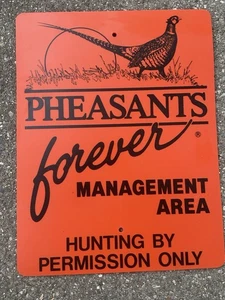 PHEASANTS
forever®
MANAGEMENT
AREA
HUNTING BY
PERMISSION ONLY